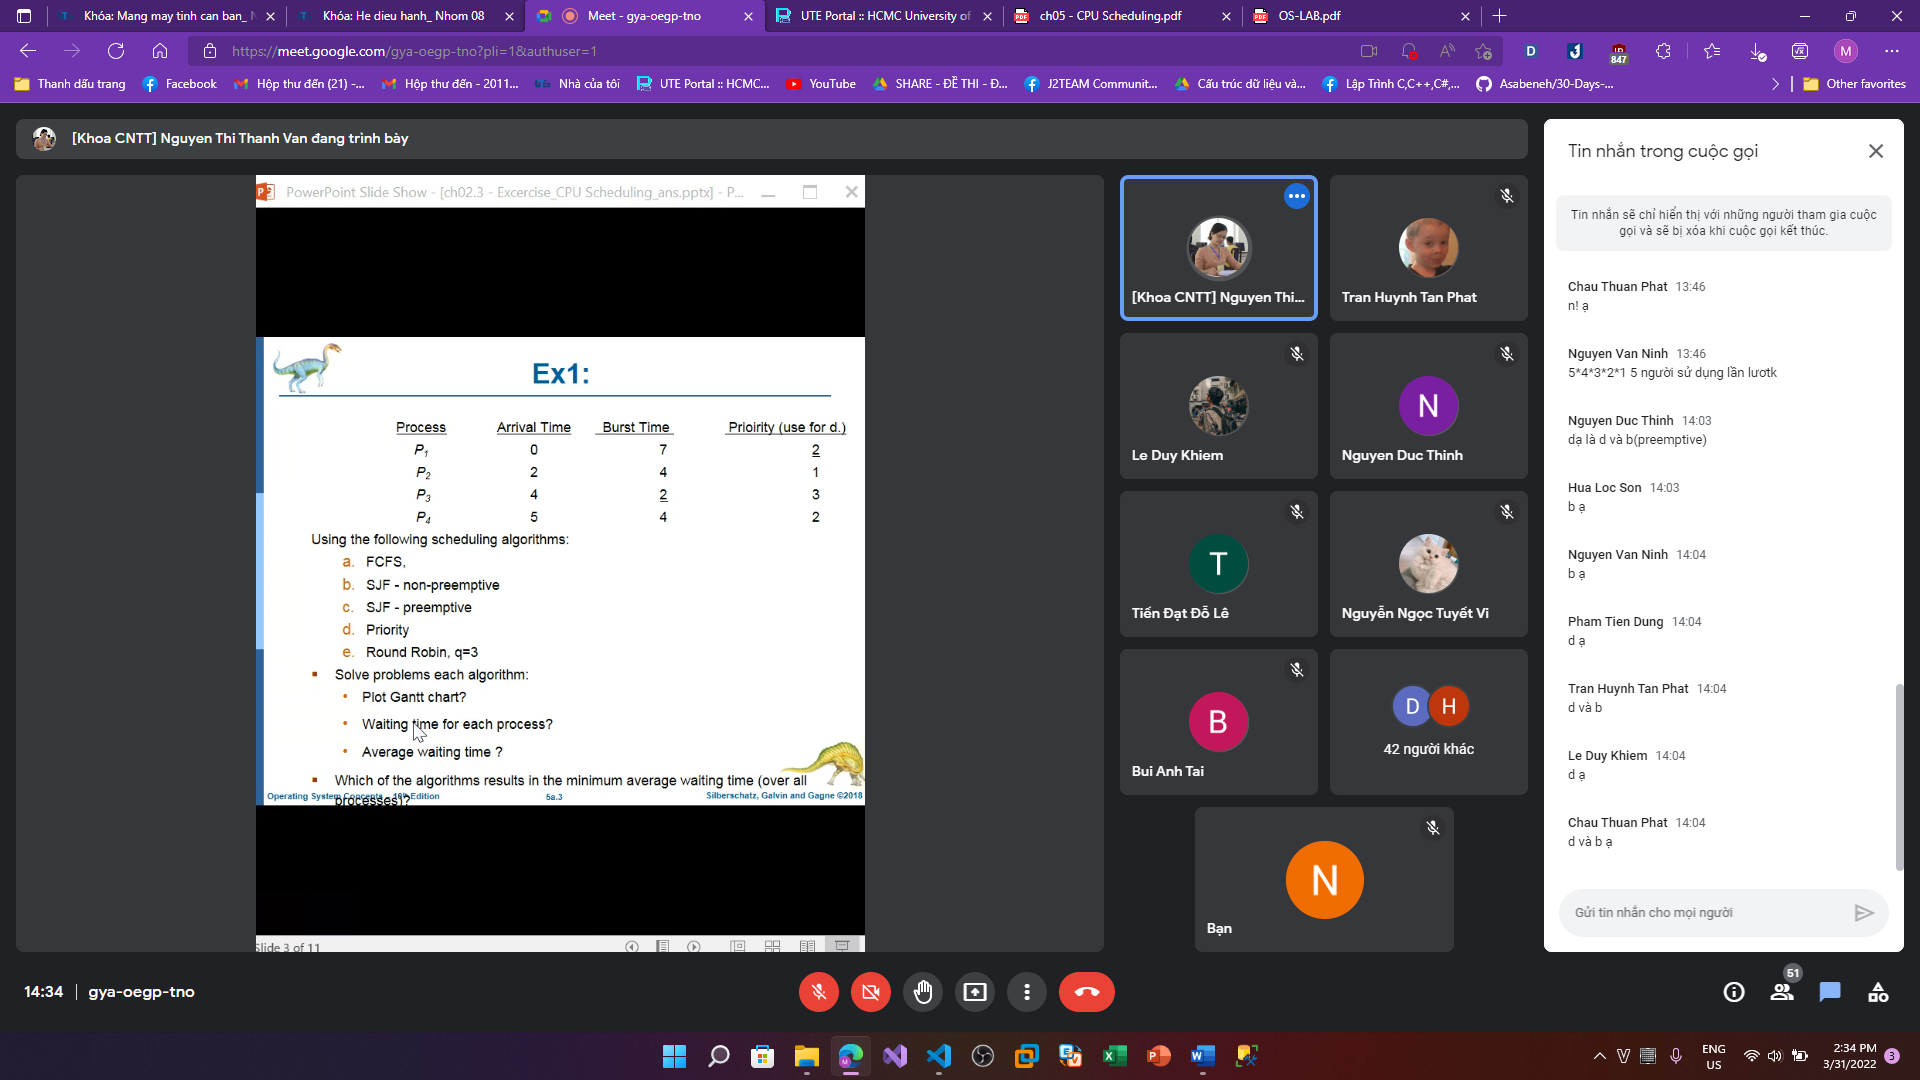 Khóa: Mang may tinh can ban_ N
Khóa: He dieu hanh_ Nhom 08
Meet - gya-oegp-tno
UTE Portal :: HCMC University of
ch05 - CPU Scheduling.pdf
OS-LAB.pdf
https://meet.google.com/gya-oegp-tno?pli=1&authuser=1
847
M
Thanh dấu trang
Facebook
Hộp thư đến (21) -...
Hộp thư đến - 2011...
Nhà của tôi
UTE Portal :: HCMC...
YouTube
SHARE - ĐỀ THI - Đ...
J2TEAM Communit...
Cấu trúc dữ liệu và...
Lập Trình C,C++,C#,...
Asabeneh/30-Days-...
Other favorites
[Khoa CNTT] Nguyen Thi Thanh Van đang trình bày
PowerPoint Slide Show - [ch02.3 - Excercise_CPU Scheduling_ans.pptx] - P...
Ex1:
Process Arrival Time Burst Time Prioirity (use for d.)
P1 0 7 2
P2 2 4 1
P3 4 2 3
P4 5 4 2
Using the following scheduling algorithms:
a. FCFS,
b. SJF - non-preemptive
c. SJF - preemptive
d. Priority
e. Round Robin, q=3
Solve problems each algorithm:
Plot Gantt chart?
Waiting time for each process?
Average waiting time ?
Which of the algorithms results in the minimum average waiting time (over all
processes)?
Operating System Concepts - 10th Edition
5a.3
Silberschatz, Galvin and Gagne ©2018
Slide 3 of 11
[Khoa CNTT] Nguyen Thi...
Tran Huynh Tan Phat
Le Duy Khiem
N
Nguyen Duc Thinh
T
Tiến Đạt Đỗ Lê
Nguyễn Ngọc Tuyết Vi
B
Bui Anh Tai
D H
42 người khác
N
Bạn
Tin nhắn trong cuộc gọi
Tin nhắn sẽ chỉ hiển thị với những người tham gia cuộc
gọi và sẽ bị xóa khi cuộc gọi kết thúc.
Chau Thuan Phat 13:46
n! ạ
Nguyen Van Ninh 13:46
5*4*3*2*1 5 người sử dụng lần lươtk
Nguyen Duc Thinh 14:03
dạ là d và b(preemptive)
Hua Loc Son 14:03
b ạ
Nguyen Van Ninh 14:04
b ạ
Pham Tien Dung 14:04
d ạ
Tran Huynh Tan Phat 14:04
d và b
Le Duy Khiem 14:04
d ạ
Chau Thuan Phat 14:04
d và b ạ
Gửi tin nhắn cho mọi người
14:34 | gya-oegp-tno
51
ENG
US
2:34 PM
3/31/2022
3